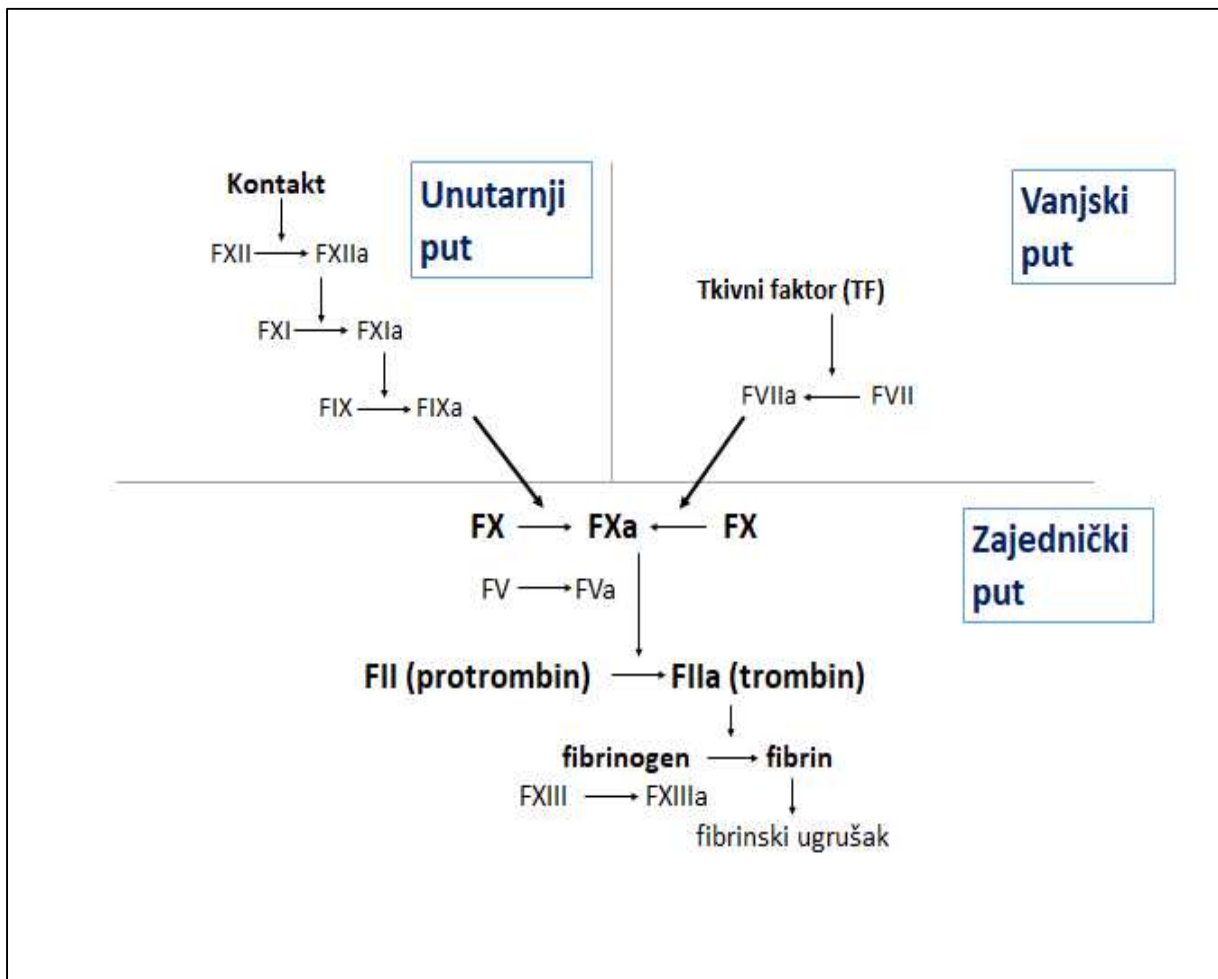 Kontakt
Unutarnji
put
FXII FXIIa
FXI FXIa
FIX FIXa
Vanjski
put
Tkivni faktor (TF)
FVIIa FVII
FX FXa FX
Zajednički
put
FV FVa
FII (protrombin) FIIa (trombin)
fibrinogen fibrin
FXIII FXIIIa
fibrinski ugrušak